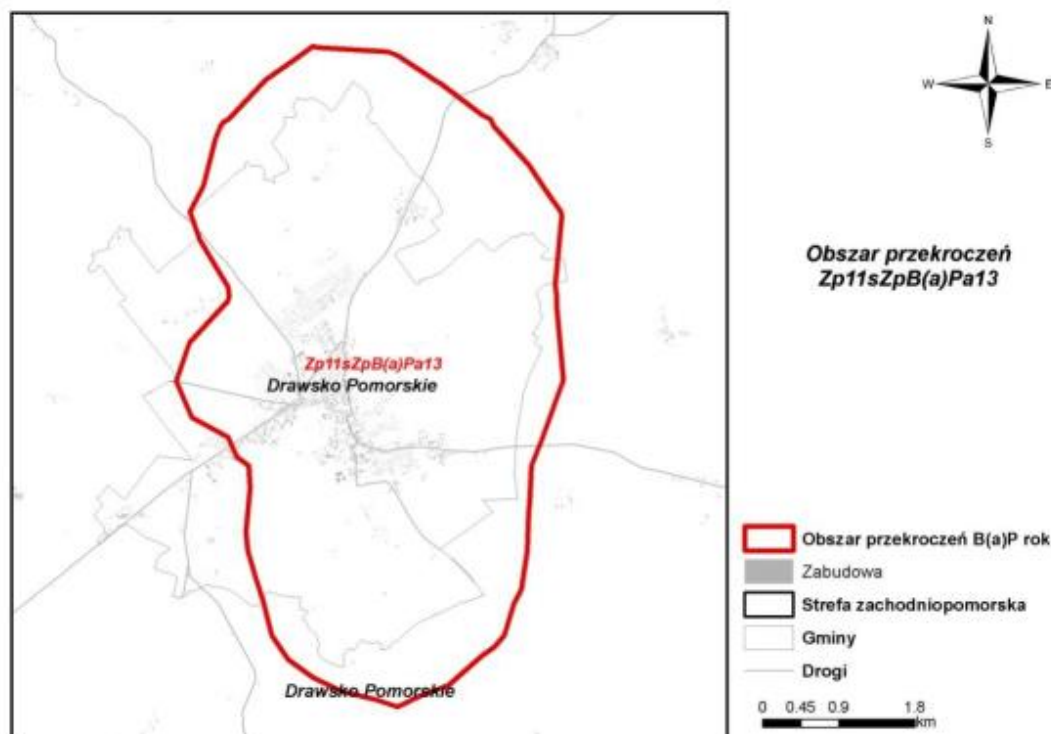 N
W E
S
Obszar przekroczeń
Zp11sZpB(a)Pa13
Zp11sZpB(a)Pa13
Drawsko Pomorskie
Drawsko Pomorskie
Obszar przekroczeń B(a)P rok
Zabudowa
Strefa zachodniopomorska
Gminy
Drogi
0 0.45 0.9 1.8
km